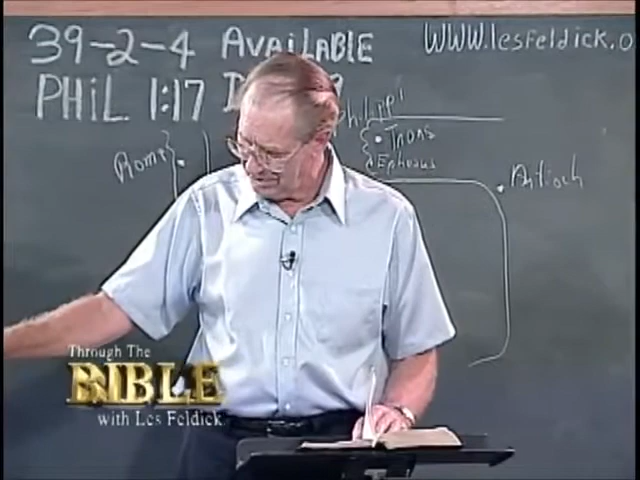 39-2-4 AVAILABLE
WWW.lesfeldick.o
PHIL 1:17
Philippi
Trons
Ephesus
Rome
Antioch
Through The
BIBLE
with Les Feldick